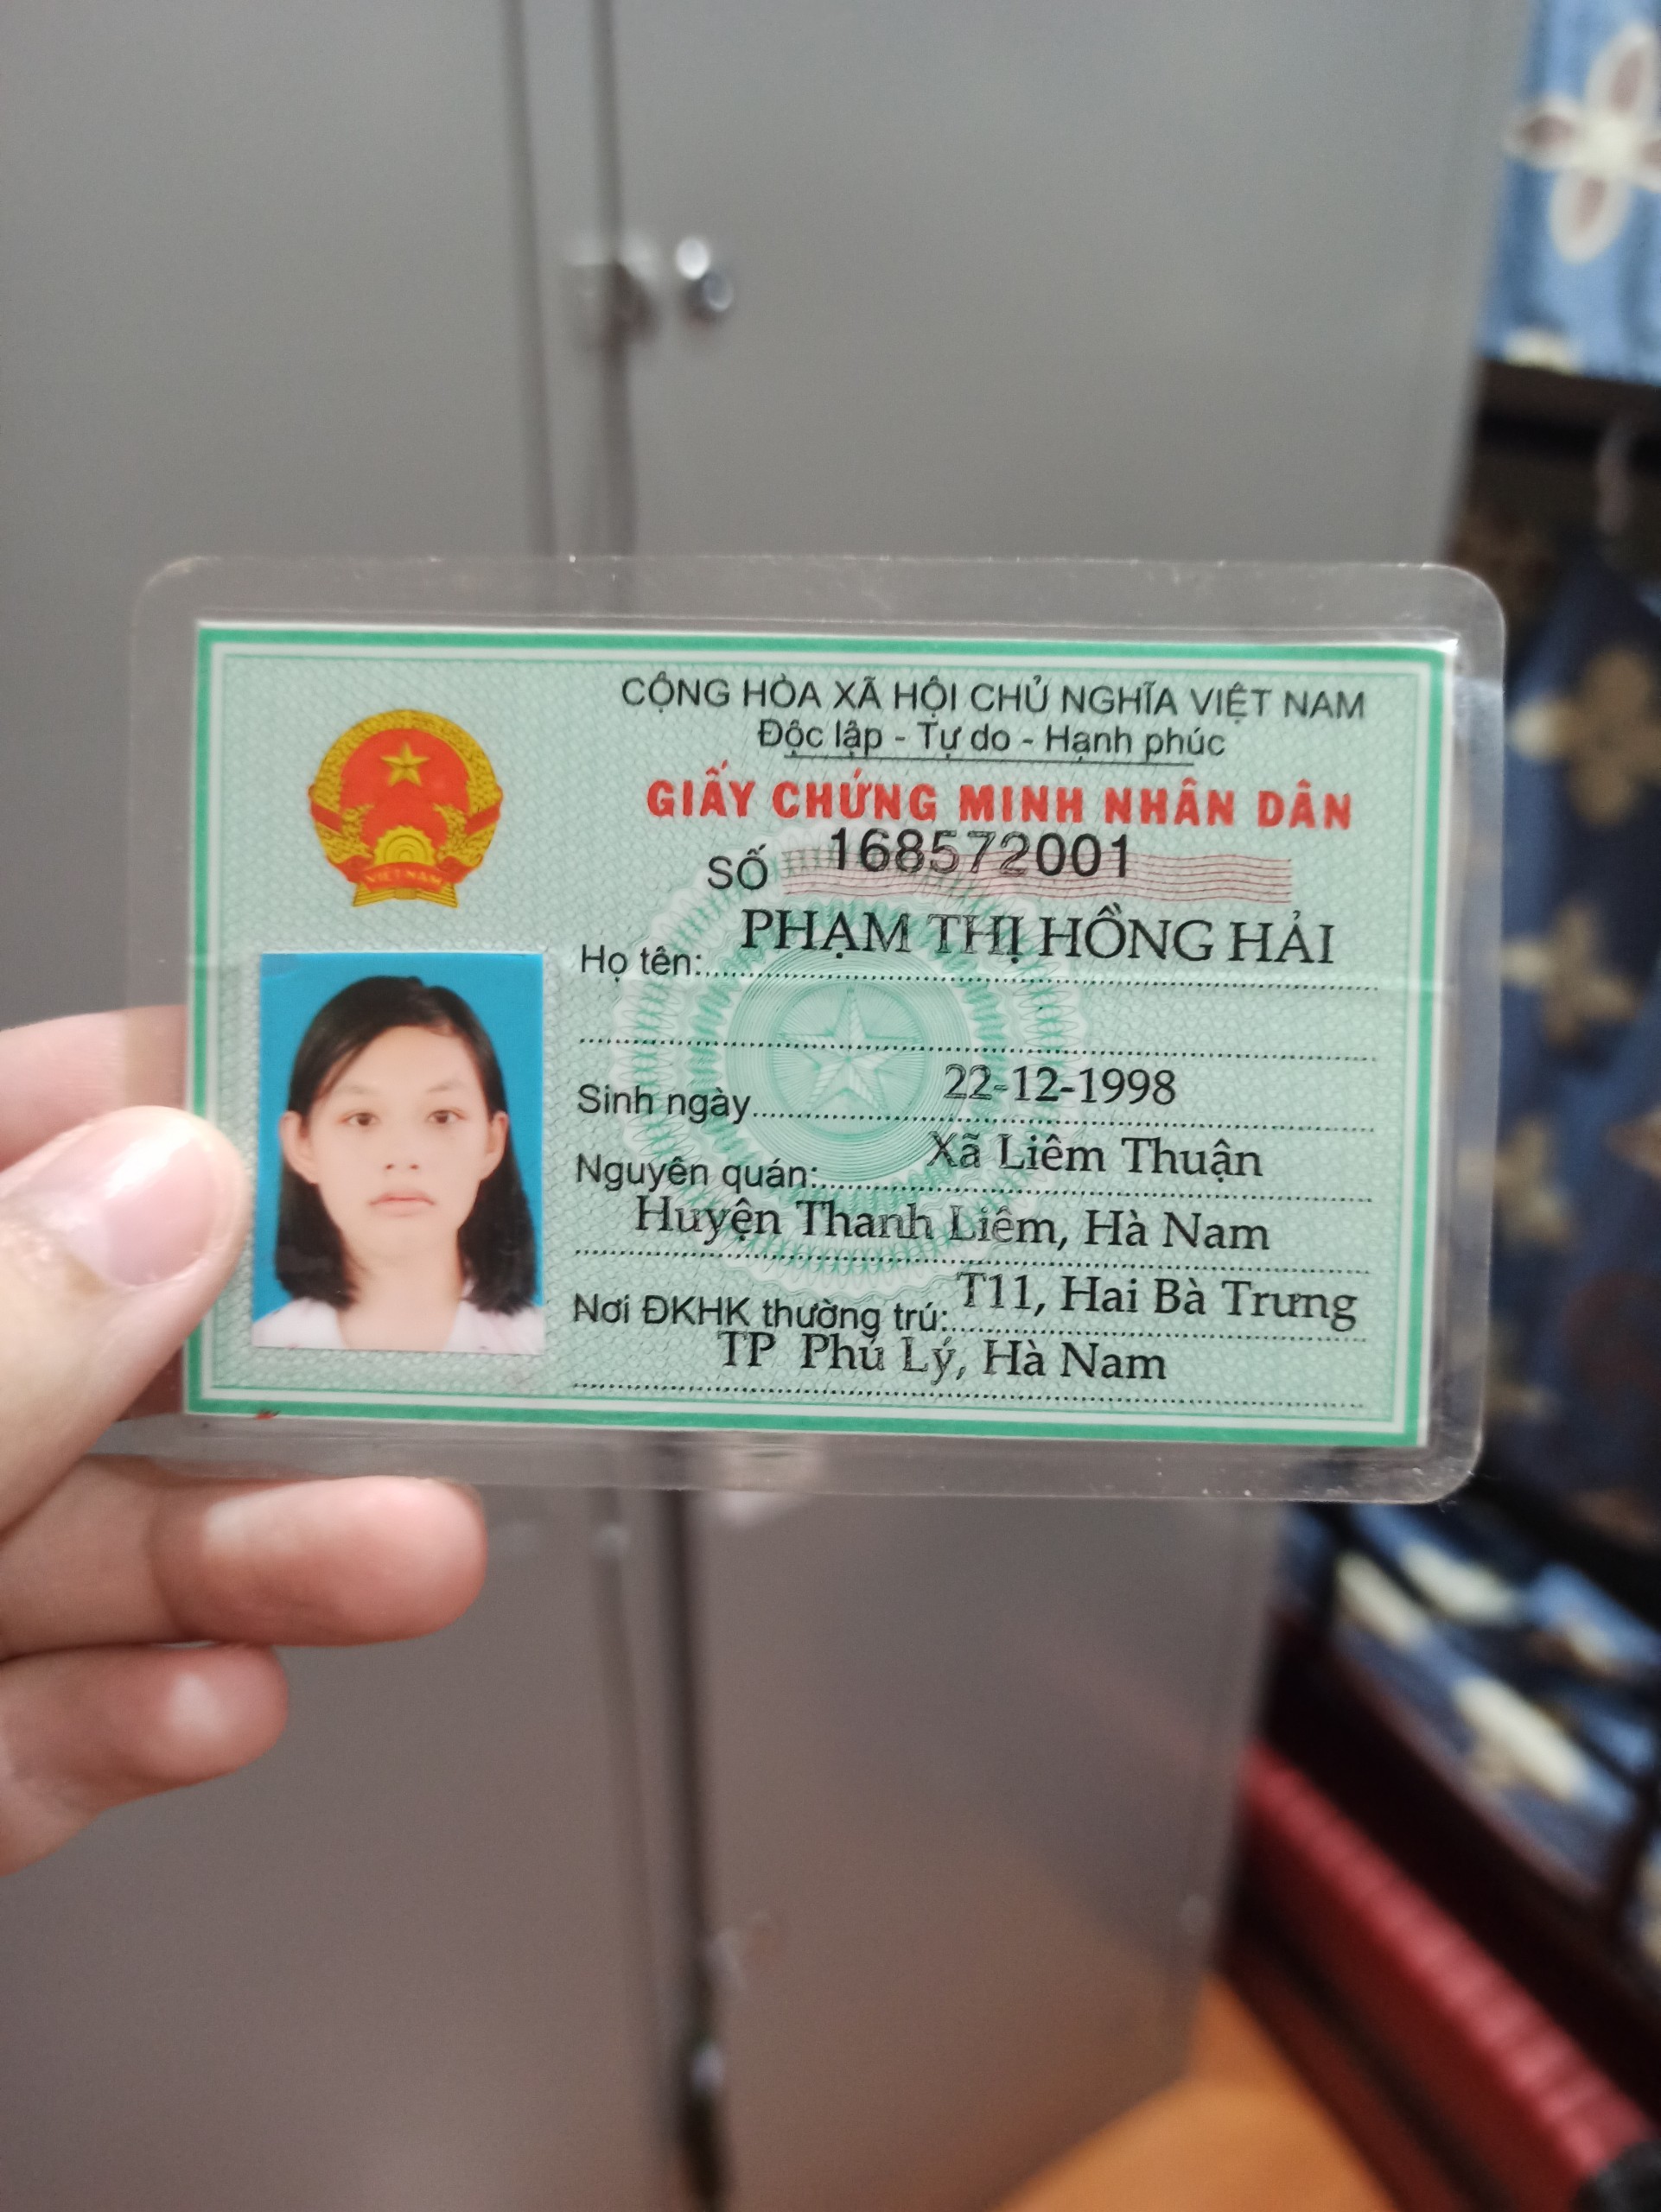 CỘNG HÒA XÃ HỘI CHỦ NGHĨA VIỆT NAM
Độc lập - Tự do - Hạnh phúc
GIẤY CHỨNG MINH NHÂN DÂN
SỐ 168572001
VIỆT NAM
Họ tên: PHẠM THỊ HỒNG HẢI
Sinh ngày 22-12-1998
Nguyên quán: Xã Liêm Thuận
Huyện Thanh Liêm, Hà Nam
Nơi ĐKHK thường trú: T11, Hai Bà Trưng
TP Phủ Lý, Hà Nam